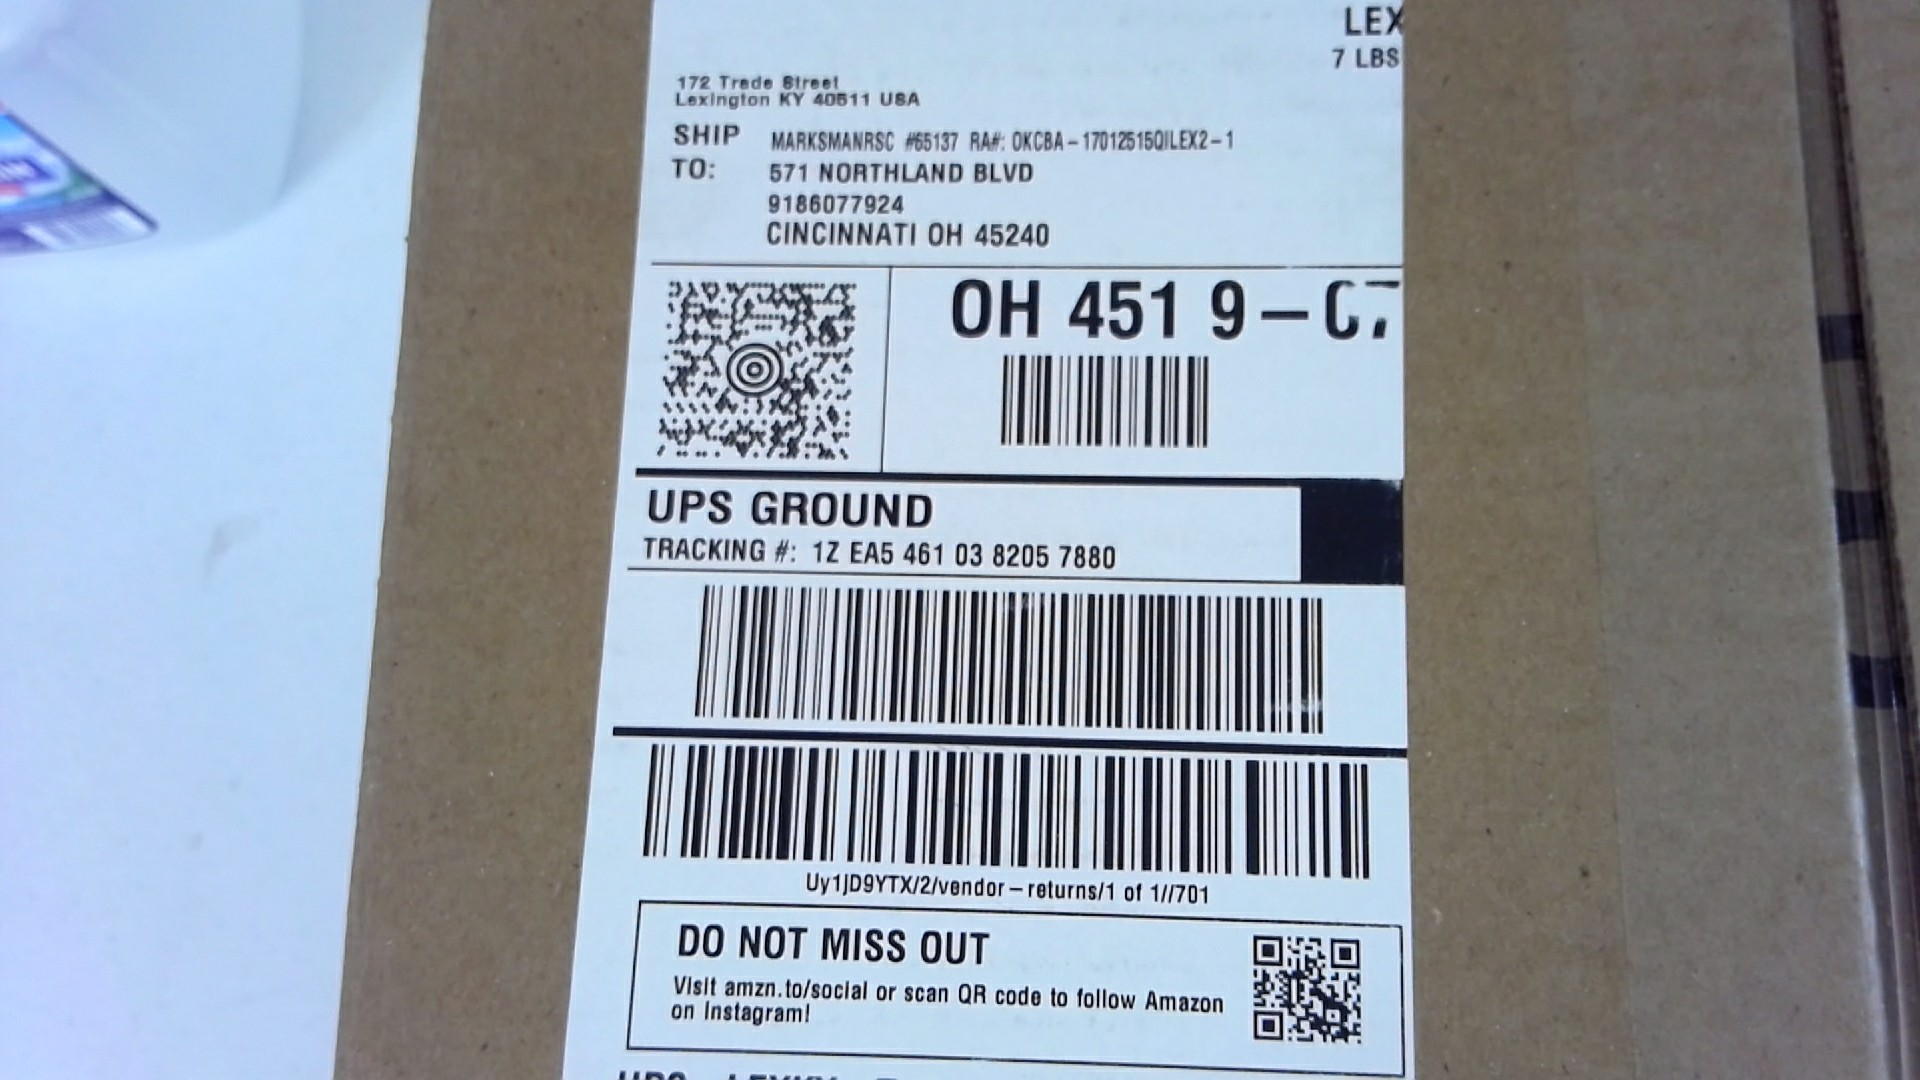 LEX
7 LBS
172 Trade Street
Lexington KY 40511 USA
SHIP TO: MARKSMANRSC #65137 RA#: OKCBA-17012515QILEX2-1
571 NORTHLAND BLVD
9186077924
CINCINNATI OH 45240
OH 451 9-07
UPS GROUND
TRACKING #: 1Z EA5 461 03 8205 7880
Uy1jD9YTX/2/vendor-returns/1 of 1//701
DO NOT MISS OUT
Visit amzn.to/social or scan QR code to follow Amazon
on Instagram!